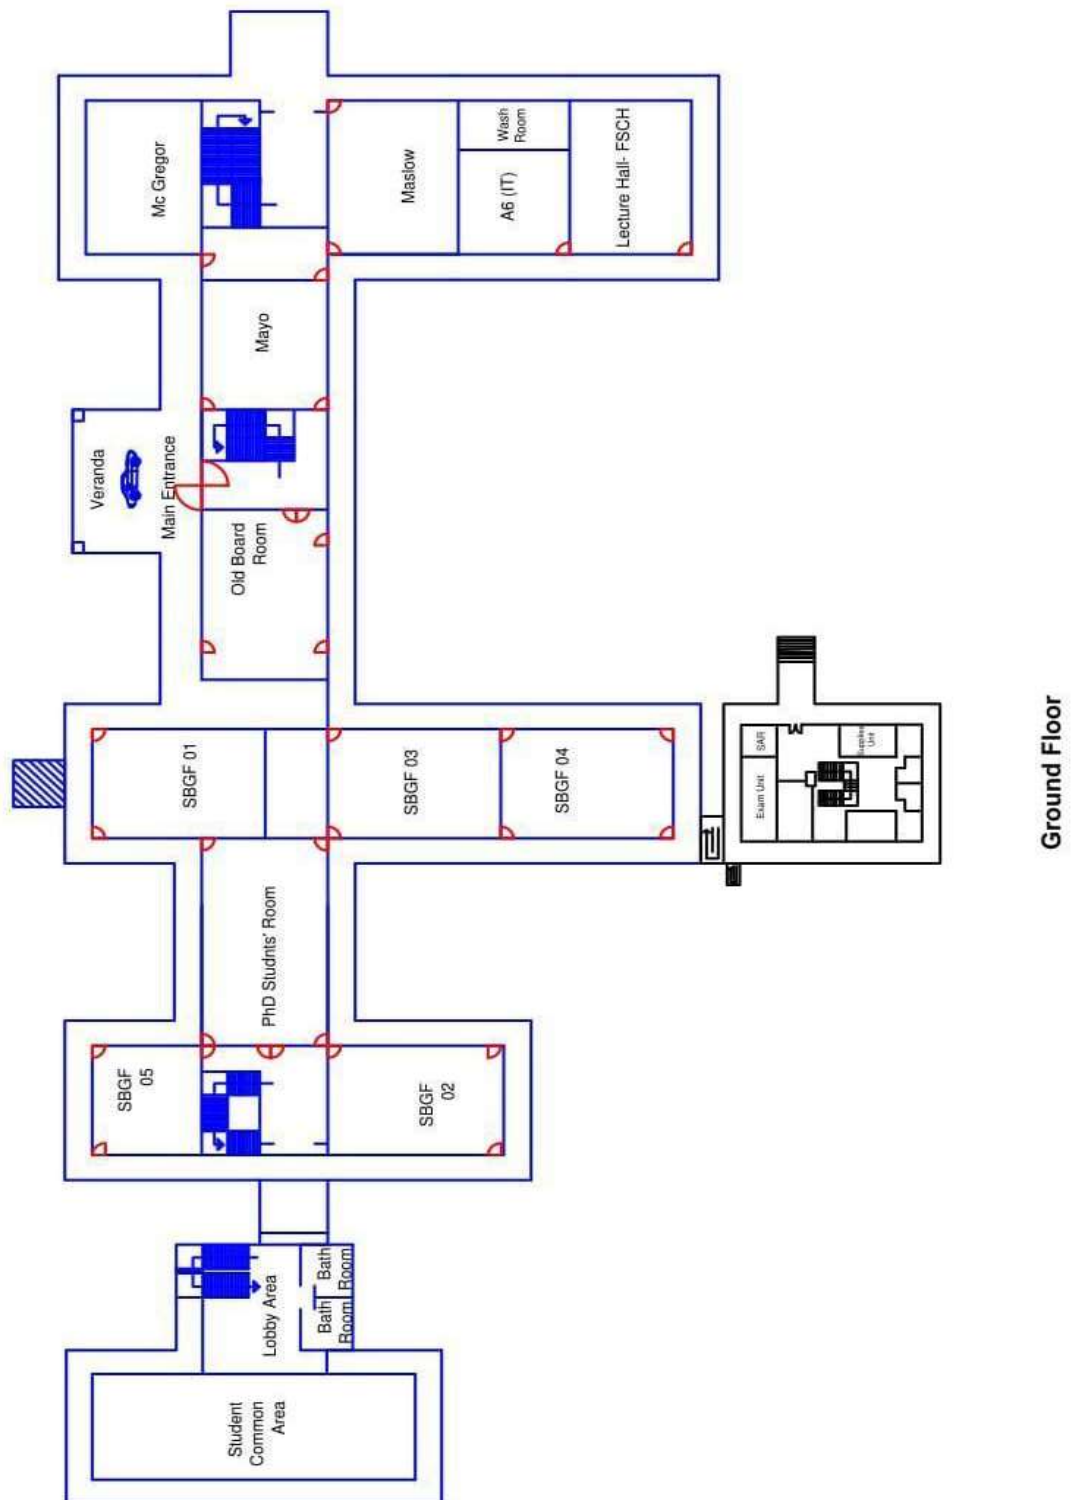 Mc Gregor
Maslow
Wash
Room
A6 (IT)
Lecture Hall- FSCH
Mayo
Veranda
Main Entrance
Old Board
Room
SBGF 01
SBGF 03
SBGF 04
SAR
Exam Unit
Supplies
Unit
PhD Studnts' Room
SBGF
05
SBGF
02
Lobby Area
Bath
Room
Bath
Room
Student
Common
Area
Ground Floor